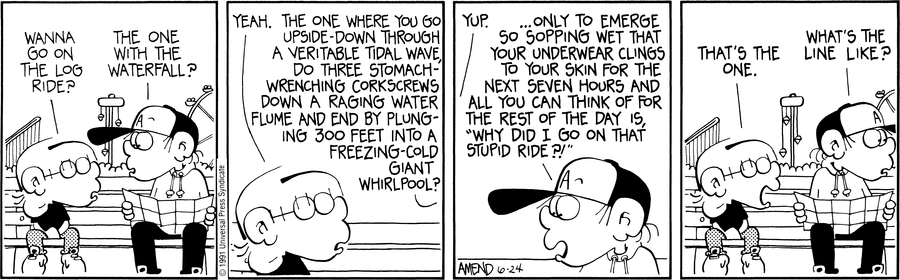 WANNA
GO ON
THE LOG
RIDE?
THE ONE
WITH THE
WATERFALL?
A
© 1991 Universal Press Syndicate
YEAH. THE ONE WHERE YOU GO
UPSIDE-DOWN THROUGH
A VERITABLE TIDAL WAVE,
DO THREE STOMACH-
WRENCHING CORKSCREWS
DOWN A RAGING WATER
FLUME AND END BY PLUNG-
ING 300 FEET INTO A
FREEZING-COLD
GIANT
WHIRLPOOL?
YUP. ...ONLY TO EMERGE
SO SOPPING WET THAT
YOUR UNDERWEAR CLINGS
TO YOUR SKIN FOR THE
NEXT SEVEN HOURS AND
ALL YOU CAN THINK OF FOR
THE REST OF THE DAY IS,
"WHY DID I GO ON THAT
STUPID RIDE?!"
A
AMEND 6-24
THAT'S THE
ONE.
WHAT'S THE
LINE LIKE?
A